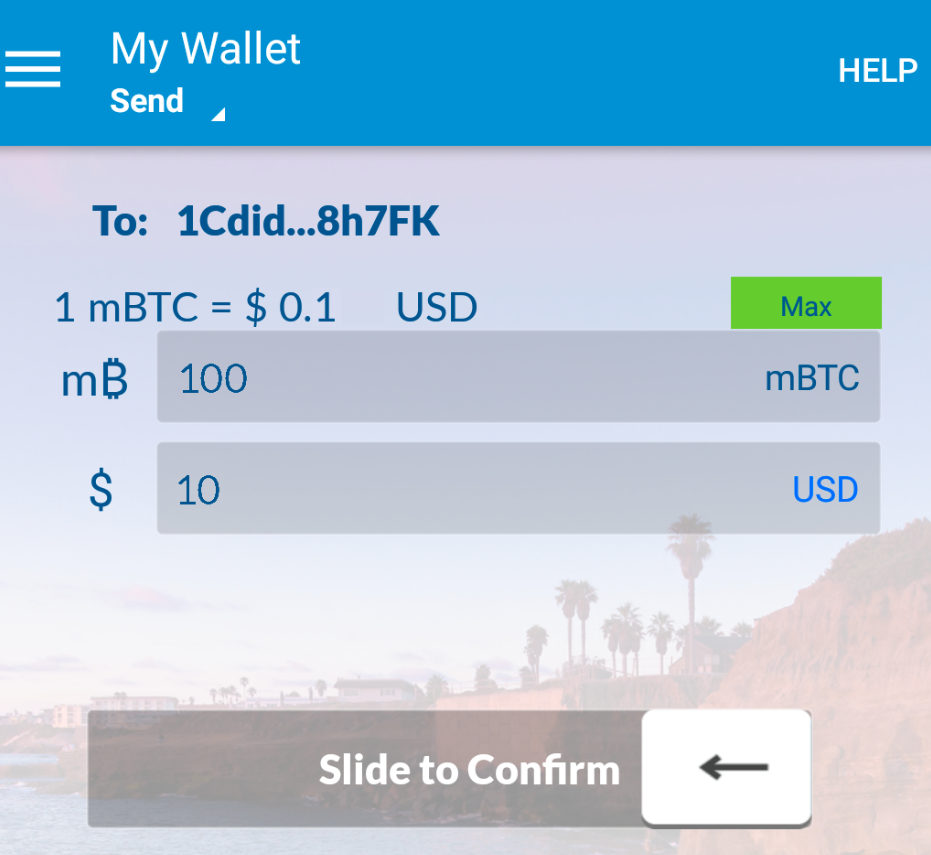 My Wallet
Send
HELP
To: 1Cdid...8h7FK
1 mBTC = $ 0.1 USD
Max
m₿ 100 mBTC
$ 10 USD
Slide to Confirm